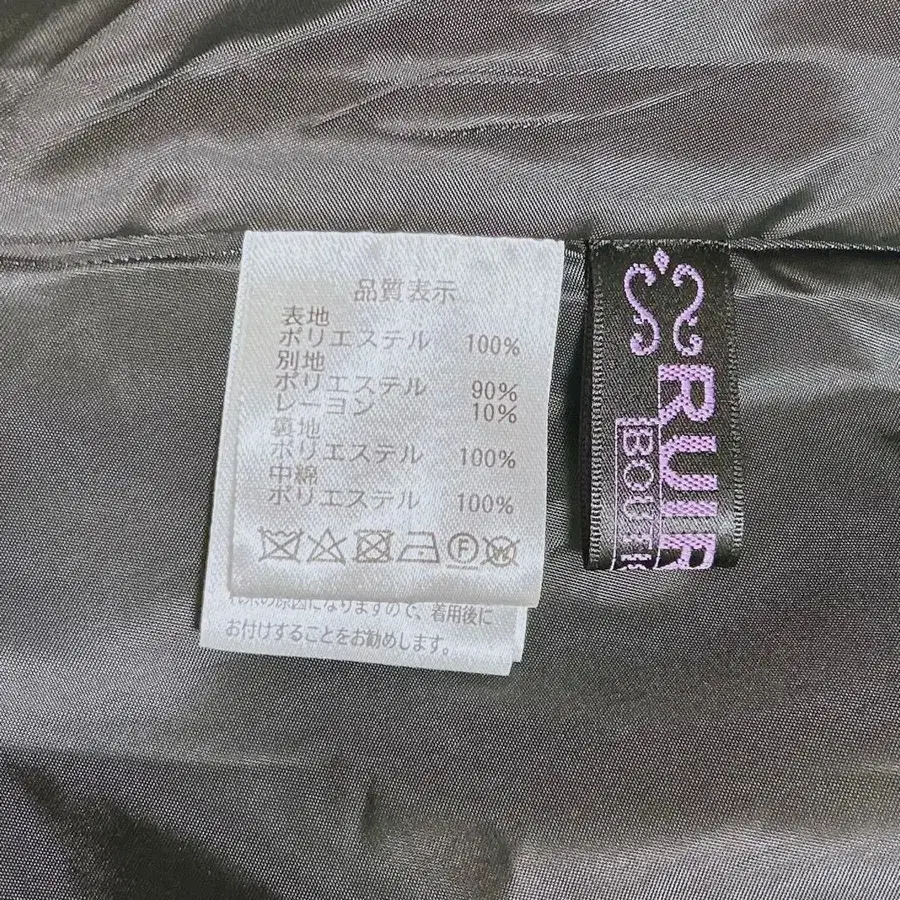 品質表示
表地
ポリエステル 100%
別地
ポリエステル 90%
レーヨン 10%
裏地
ポリエステル 100%
中綿
ポリエステル 100%
F W
の原因になりますので、着用後に
お付けすることをお勧めします。
RUIR
BOUTI